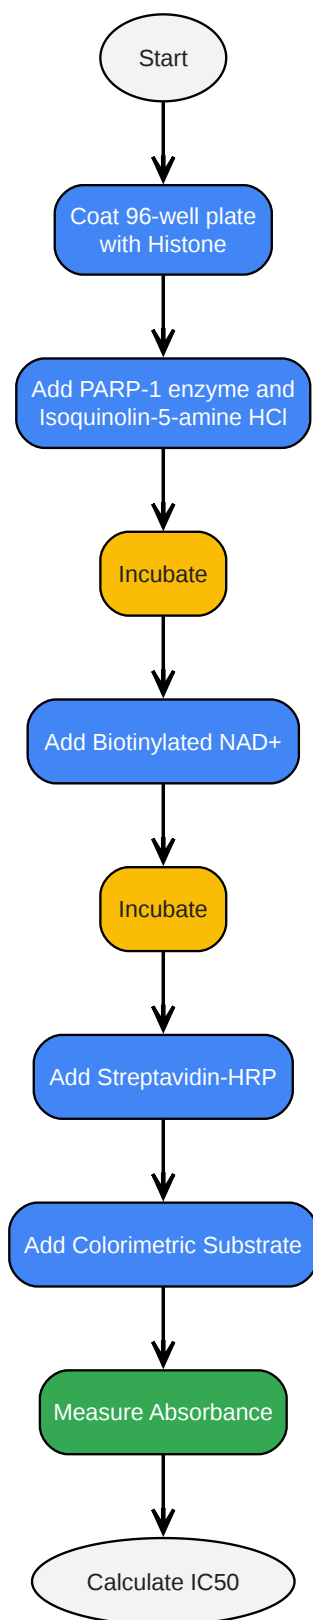 Start
Coat 96-well plate
with Histone
Add PARP-1 enzyme and
Isoquinolin-5-amine HCl
Incubate
Add Biotinylated NAD+
Incubate
Add Streptavidin-HRP
Add Colorimetric Substrate
Measure Absorbance
Calculate IC50